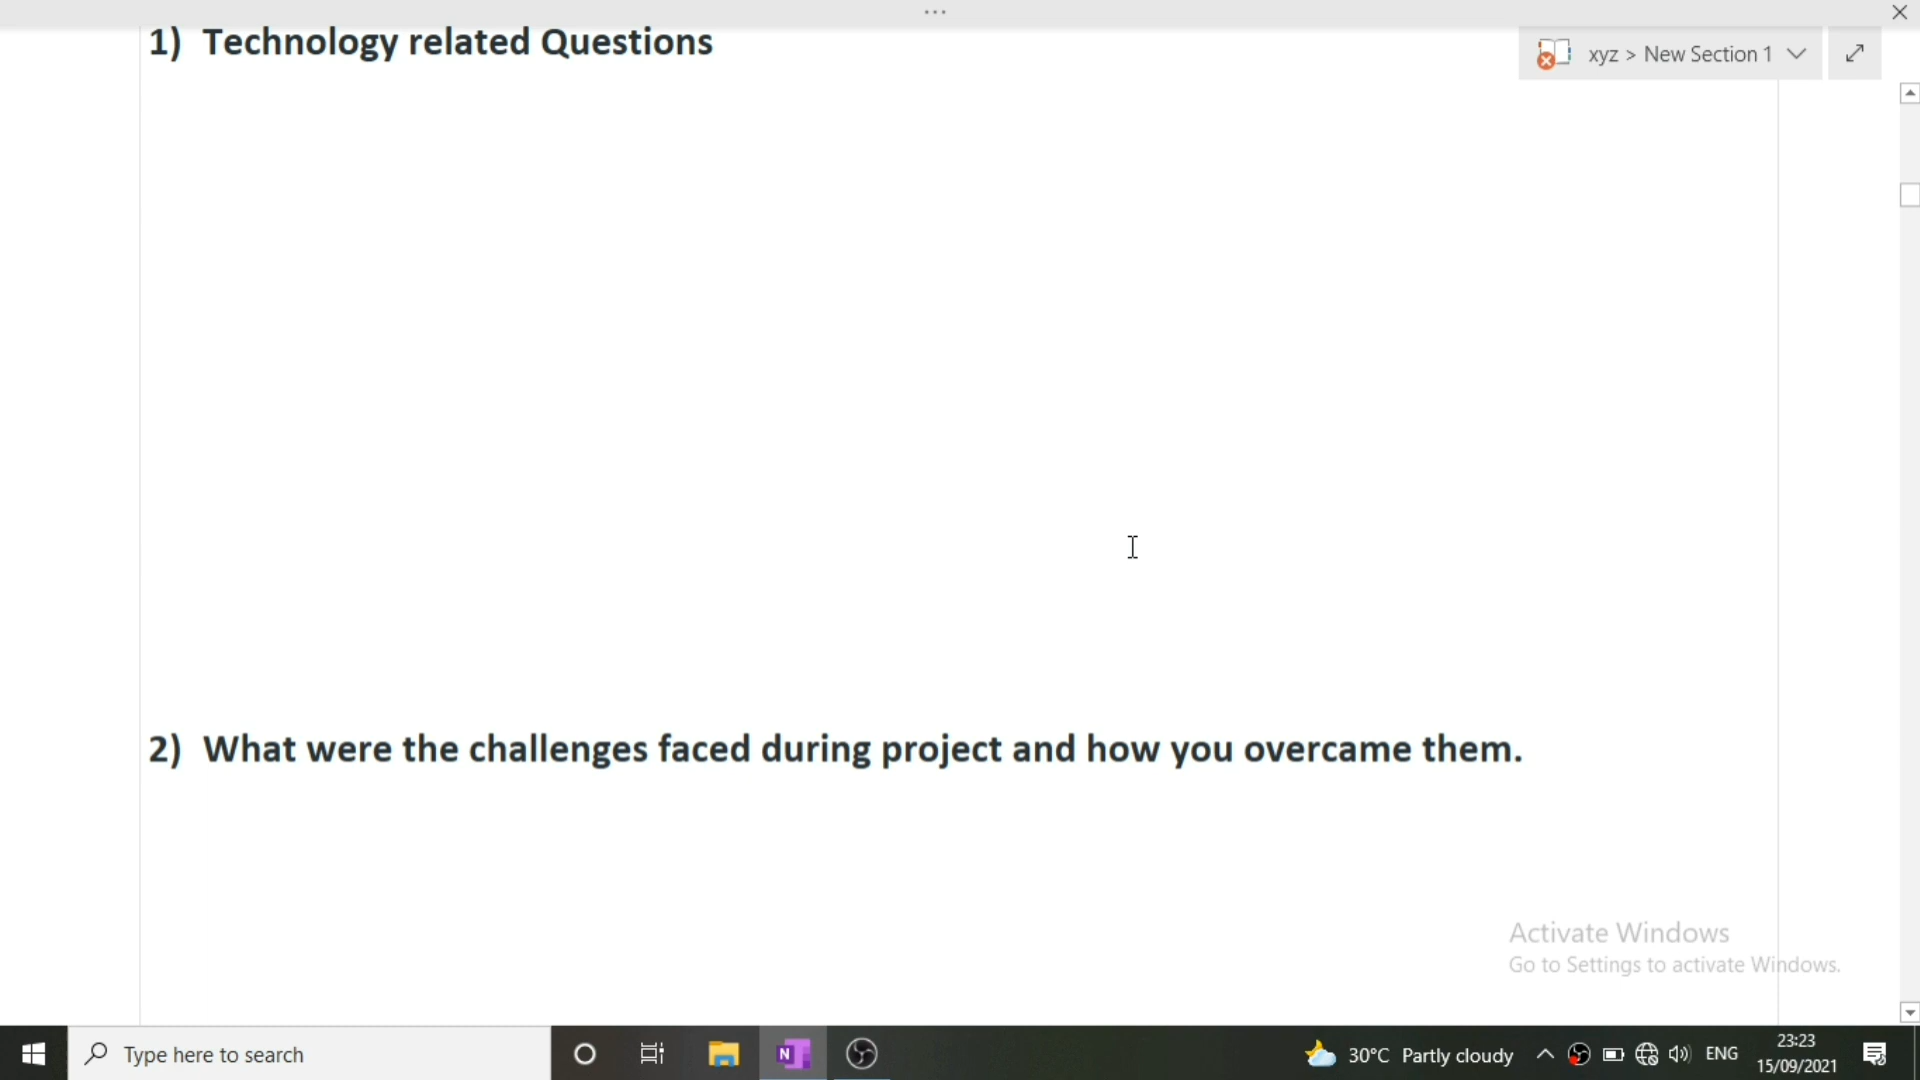 1) Technology related Questions
xyz > New Section 1
2) What were the challenges faced during project and how you overcame them.
Activate Windows
Go to Settings to activate Windows.
Type here to search
N
30°C Partly cloudy
ENG
23:23
15/09/2021